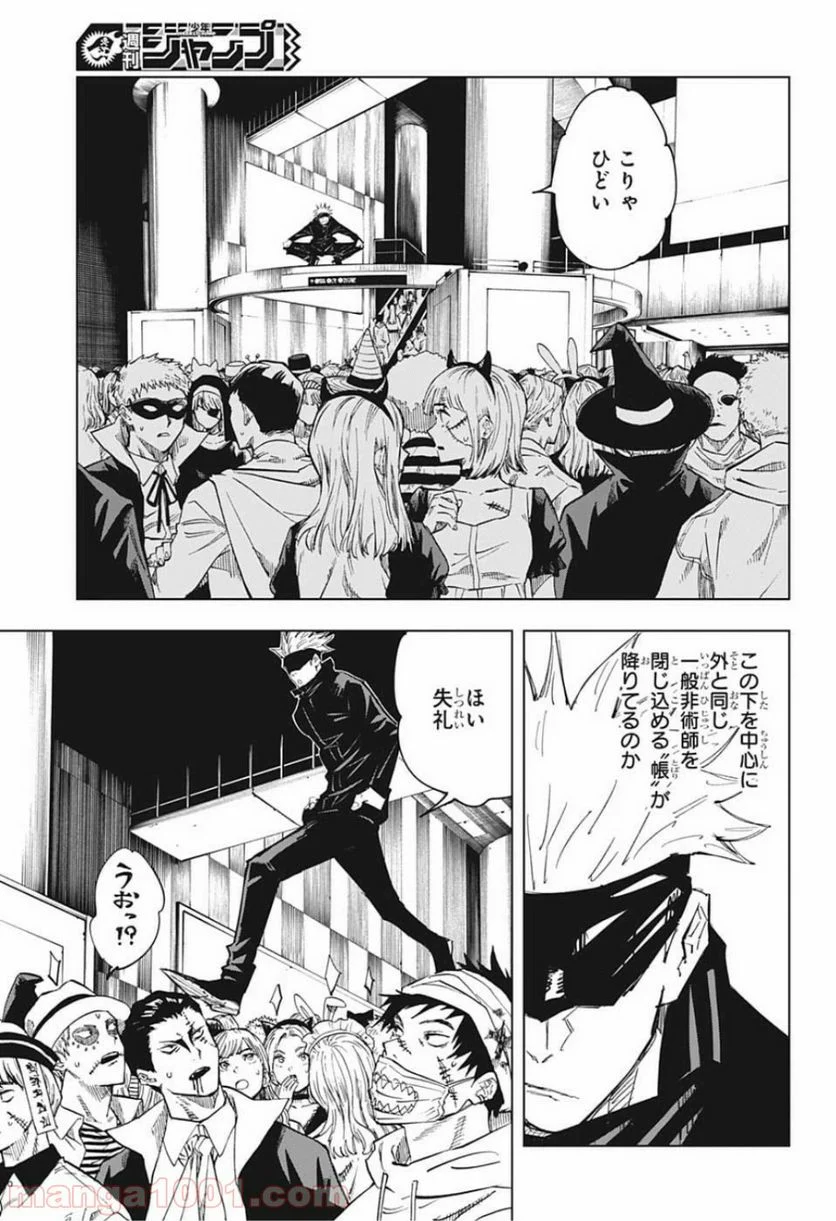 週刊
少年
ジャンプ
こりゃ
ひどい
この下を中心に
外と同じ
一般非術師を
閉じ込める〝帳〟が
降りてるのか
ほい
失礼
うおっ!?
manga1001.com